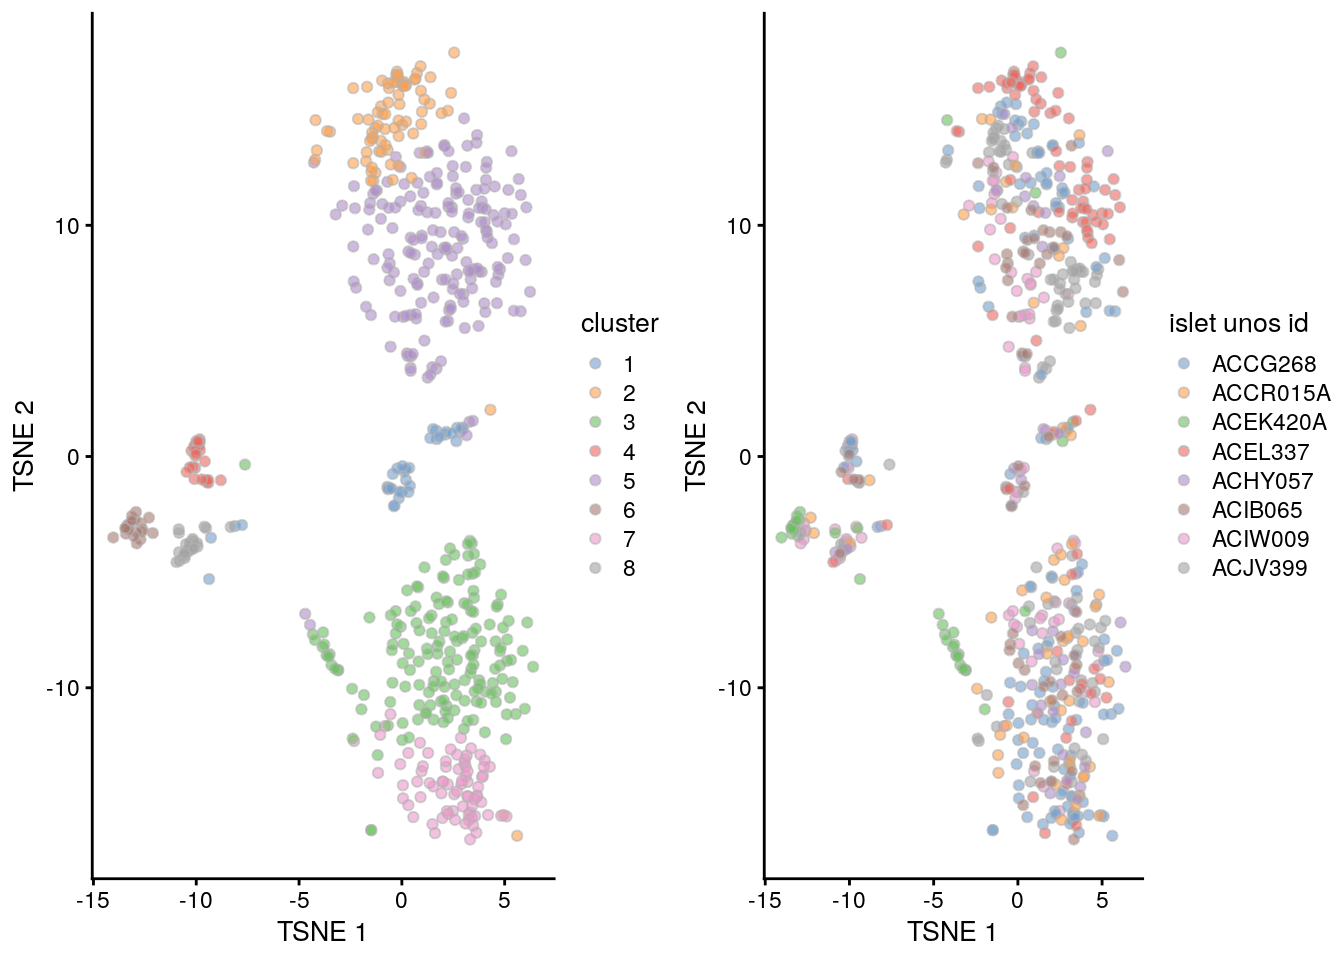 TSNE 2
10
0
-10
-15
-10
-5
0
5
TSNE 1
cluster
1
2
3
4
5
6
7
8
TSNE 2
10
0
-10
-15
-10
-5
0
5
TSNE 1
islet unos id
ACCG268
ACCR015A
ACEK420A
ACEL337
ACHY057
ACIB065
ACIW009
ACJV399